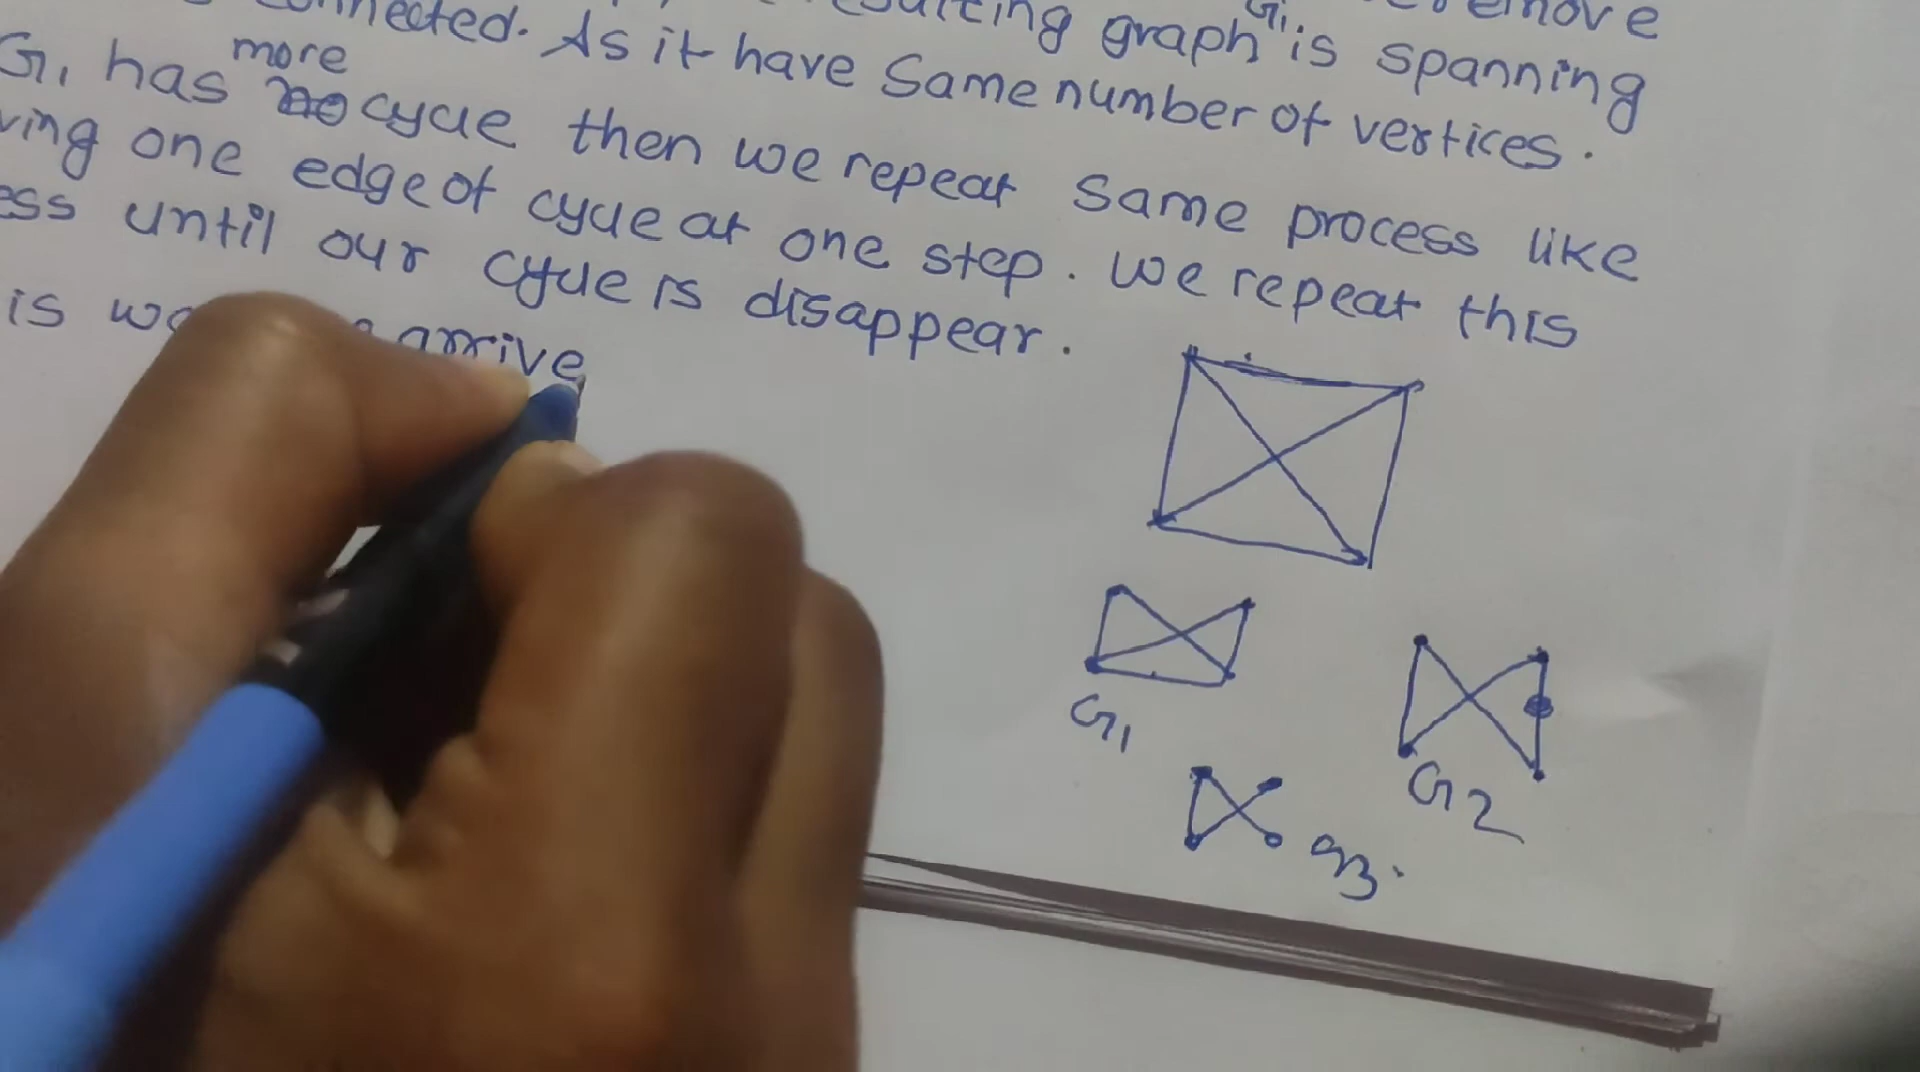 connected. As it have Same number of vertices.
graph G1 is spanning
remove
G1 has more cycle then we repeat Same process like
ving one edge of cycle at one step. We repeat this
ess until our cycle is disappear.
is arrive
G1
G2
G3.